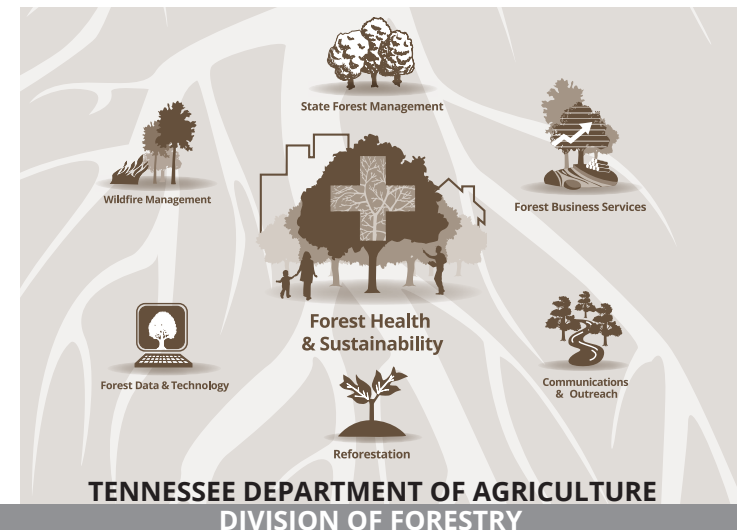 State Forest Management
Wildfire Management
Forest Business Services
Forest Health
& Sustainability
Forest Data & Technology
Communications
& Outreach
Reforestation
TENNESSEE DEPARTMENT OF AGRICULTURE
DIVISION OF FORESTRY